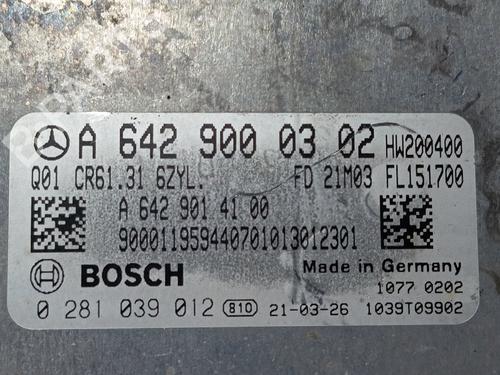 A 642 900 03 02 HW200400
Q01 CR61.31 6ZYL. FD 21M03 FL151700
A 642 901 41 00
900011959440701013012301
BOSCH Made in Germany
1077 0202
0 281 039 012 810 21-03-26 1039T09902